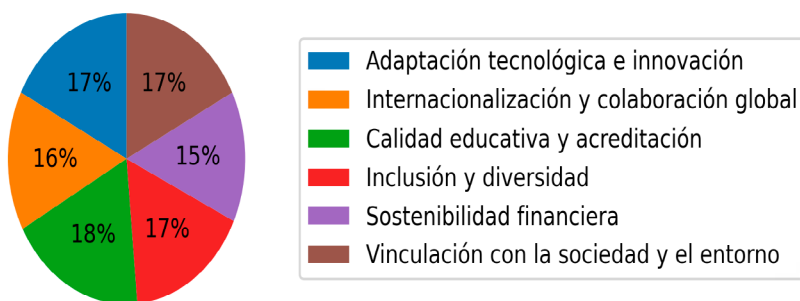 17%
17%
16%
15%
18%
17%
Adaptación tecnológica e innovación
Internacionalización y colaboración global
Calidad educativa y acreditación
Inclusión y diversidad
Sostenibilidad financiera
Vinculación con la sociedad y el entorno